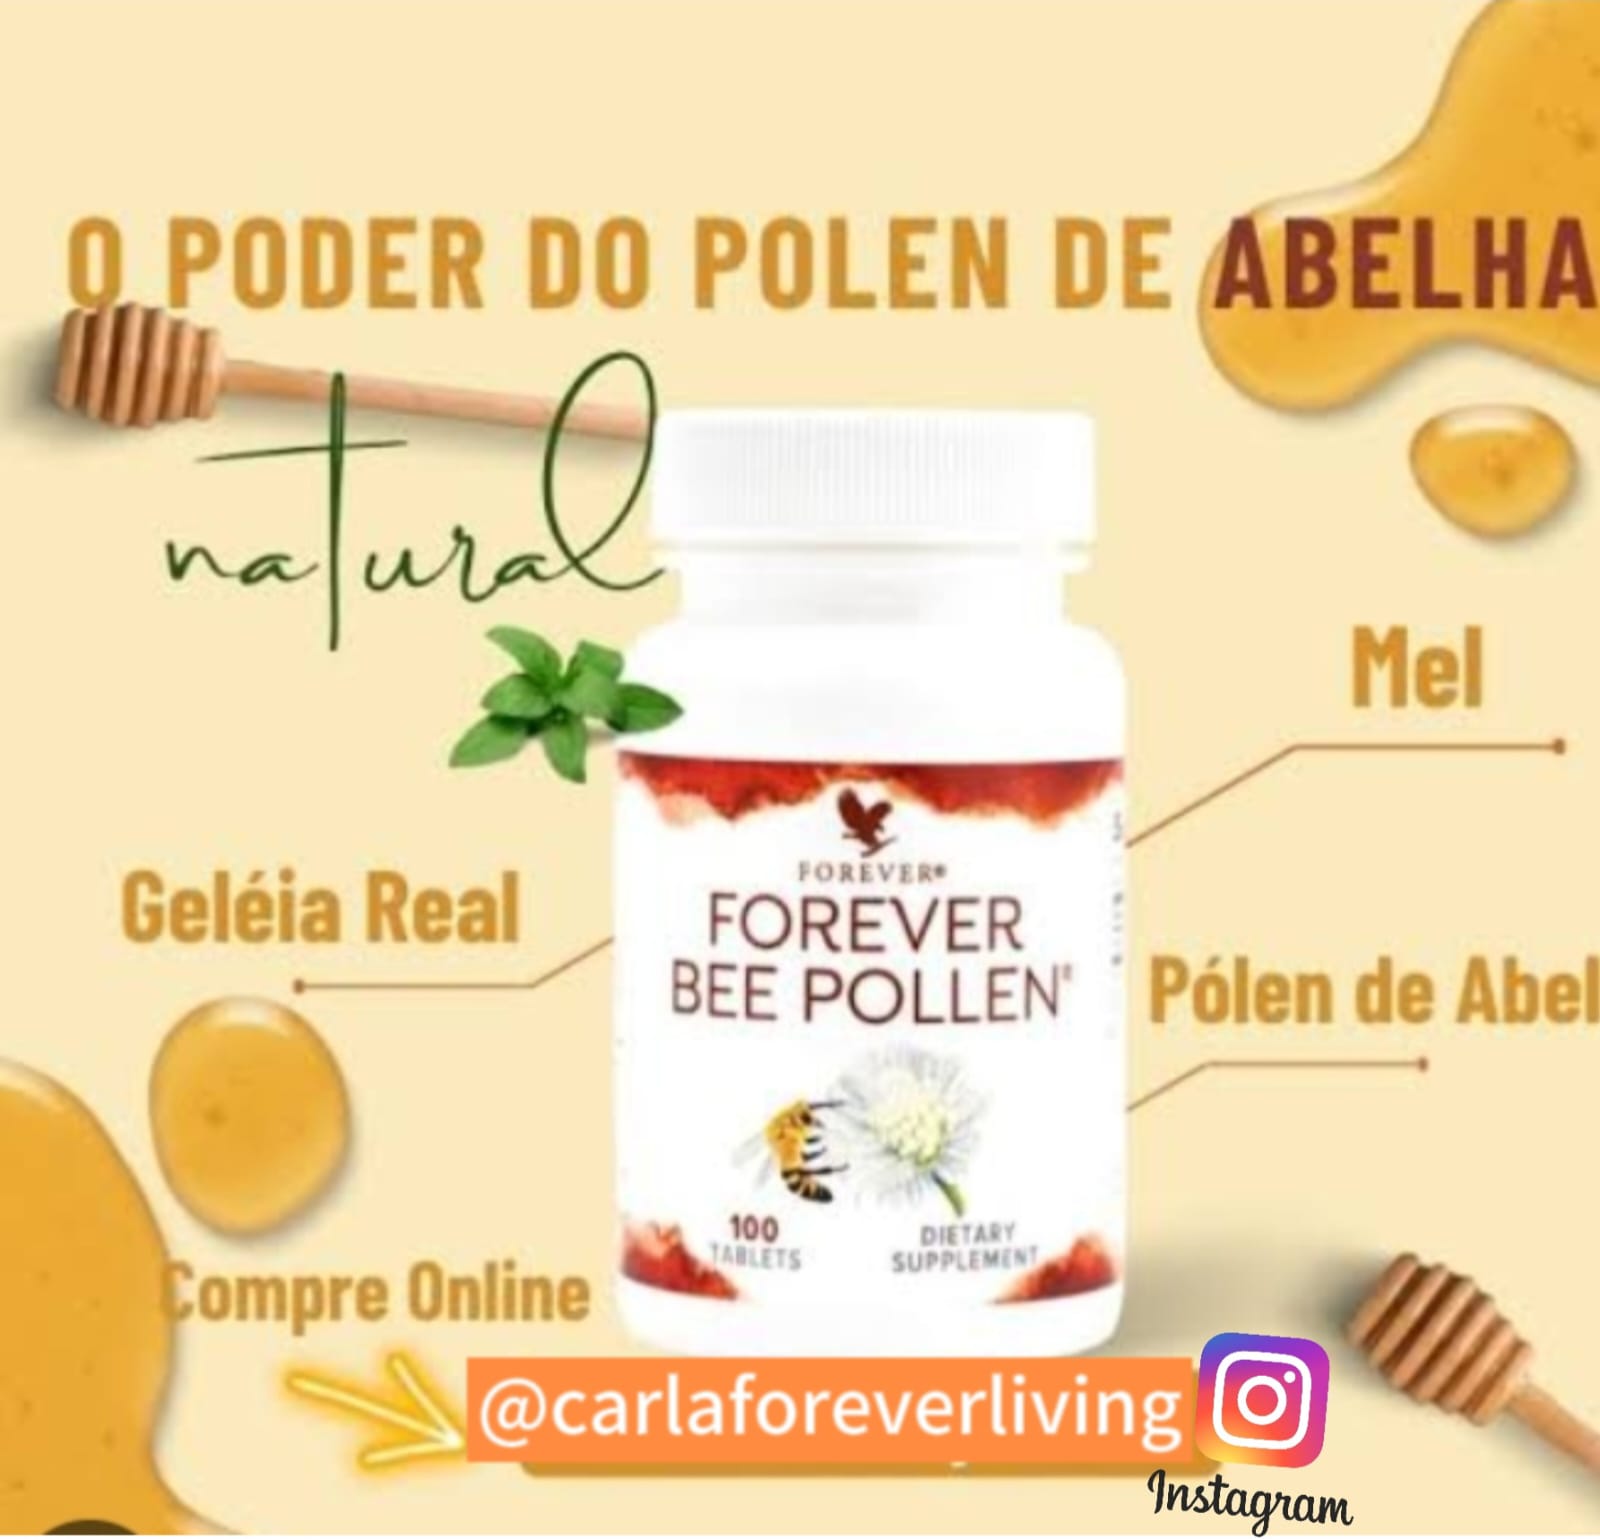 O PODER DO POLEN DE ABELHA
natural
Mel
Geléia Real
Pólen de Abel
FOREVER®
FOREVER
BEE POLLEN
100
TABLETS
DIETARY
SUPPLEMENT
Compre Online
@carlaforeverliving
Instagram